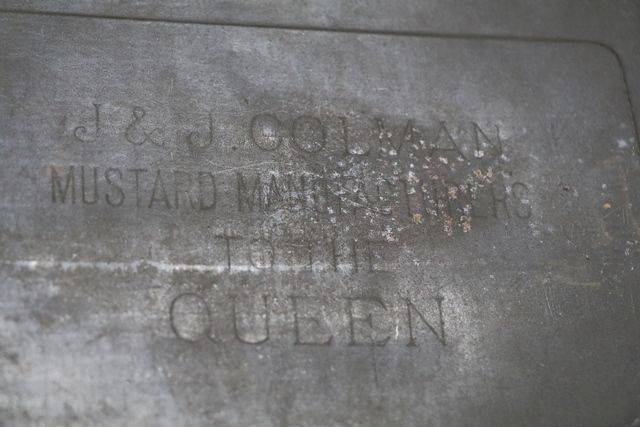 J & J. COLMAN
MUSTARD MANUFACTURERS
TO THE
QUEEN